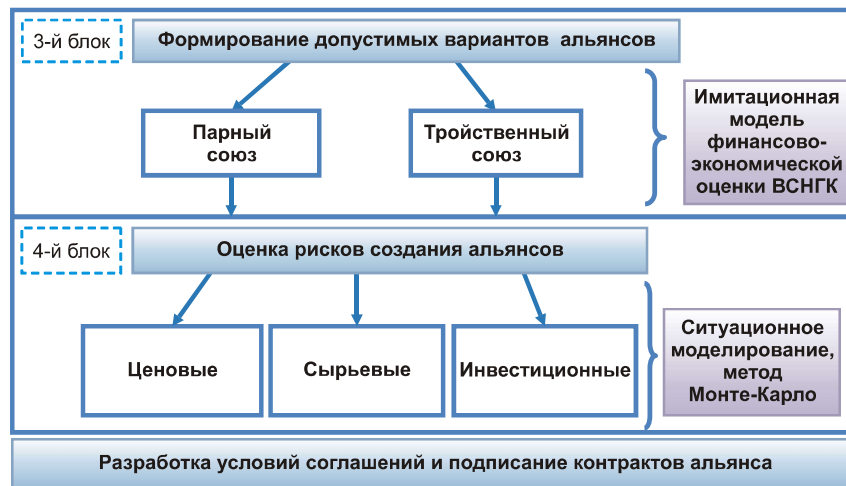 3-й блок
Формирование допустимых вариантов альянсов
Парный
союз
Тройственный
союз
Имитационная
модель
финансово-
экономической
оценки ВСНГК
4-й блок
Оценка рисков создания альянсов
Ценовые
Сырьевые
Инвестиционные
Ситуационное
моделирование,
метод
Монте-Карло
Разработка условий соглашений и подписание контрактов альянса